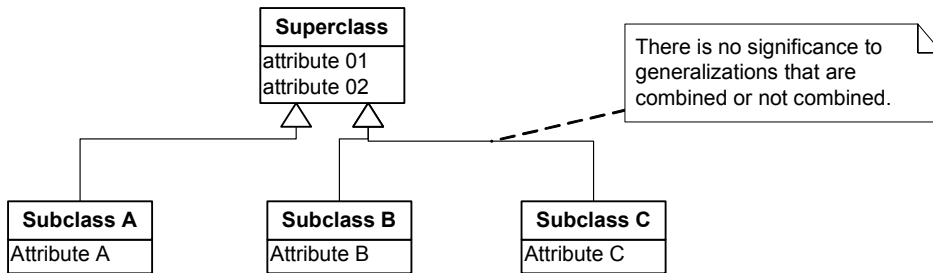 Superclass
attribute 01
attribute 02
There is no significance to
generalizations that are
combined or not combined.
Subclass A
Attribute A
Subclass B
Attribute B
Subclass C
Attribute C